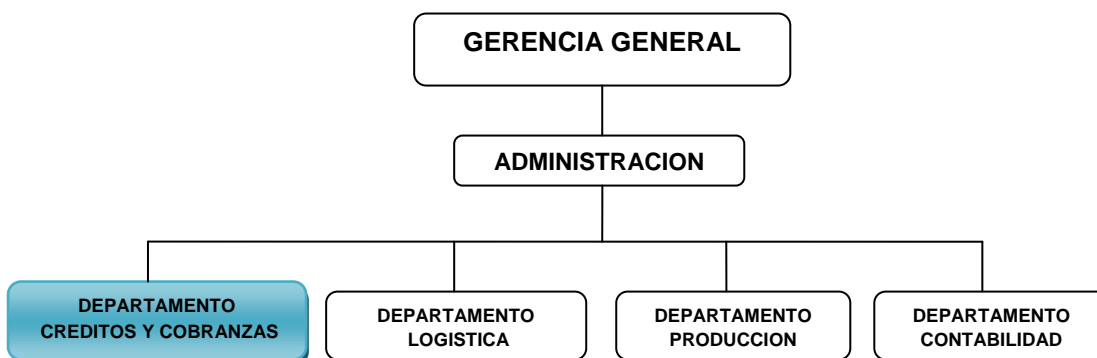 GERENCIA GENERAL
ADMINISTRACION
DEPARTAMENTO
CREDITOS Y COBRANZAS
DEPARTAMENTO
LOGISTICA
DEPARTAMENTO
PRODUCCION
DEPARTAMENTO
CONTABILIDAD